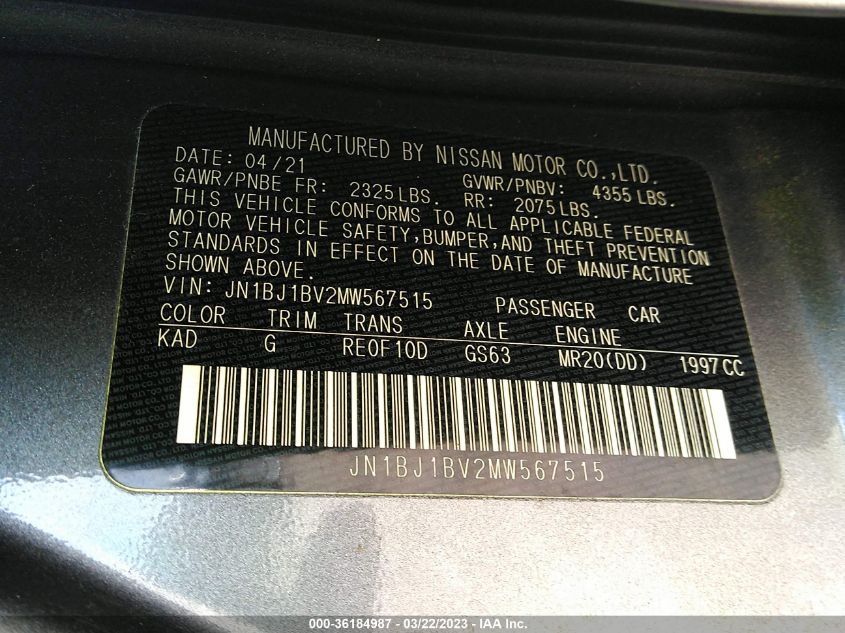 MANUFACTURED BY NISSAN MOTOR CO.,LTD.
DATE: 04/21 GVWR/PNBV: 4355 LBS.
GAWR/PNBE FR: 2325 LBS. RR: 2075 LBS.
THIS VEHICLE CONFORMS TO ALL APPLICABLE FEDERAL
MOTOR VEHICLE SAFETY,BUMPER,AND THEFT PREVENTION
STANDARDS IN EFFECT ON THE DATE OF MANUFACTURE
SHOWN ABOVE.
VIN: JN1BJ1BV2MW567515 PASSENGER CAR
COLOR TRIM TRANS AXLE ENGINE
KAD G RE0F10D GS63 MR20(DD) 1997CC
JN1BJ1BV2MW567515
000-36184987 - 03/22/2023 - IAA Inc.